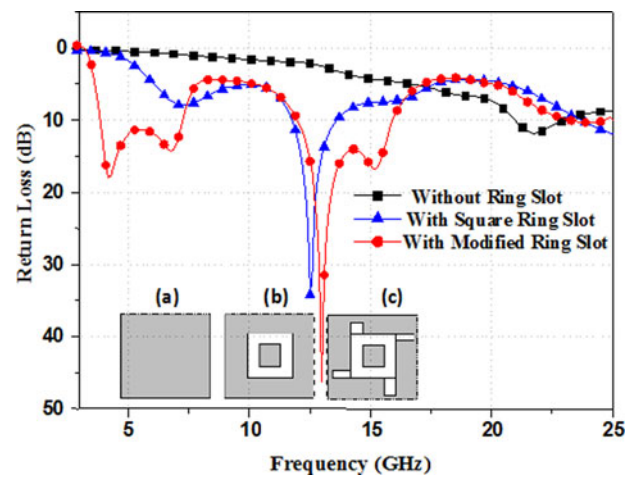 0
10
20
30
40
50
Return Loss (dB)
Without Ring Slot
With Square Ring Slot
With Modified Ring Slot
(a) (b) (c)
5 10 15 20 25
Frequency (GHz)